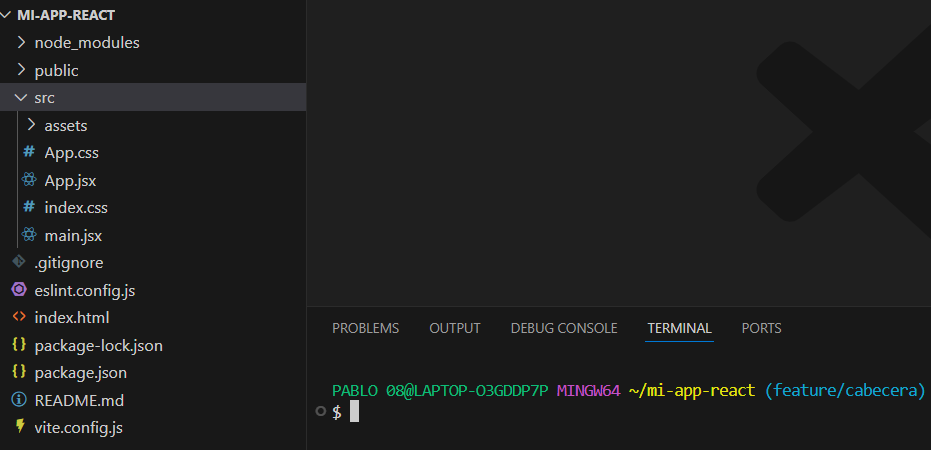 MI-APP-REACT
node_modules
public
src
assets
# App.css
App.jsx
# index.css
main.jsx
.gitignore
eslint.config.js
<> index.html
{} package-lock.json
{} package.json
README.md
vite.config.js
PROBLEMS OUTPUT DEBUG CONSOLE TERMINAL PORTS
PABLO 08@LAPTOP-O3GDDP7P MINGW64 ~/mi-app-react (feature/cabecera)
$